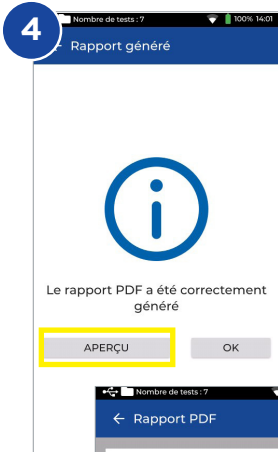 4
Nombre de tests : 7
100% 14:01
← Rapport généré
Le rapport PDF a été correctement
généré
APERÇU
OK
Nombre de tests : 7
← Rapport PDF